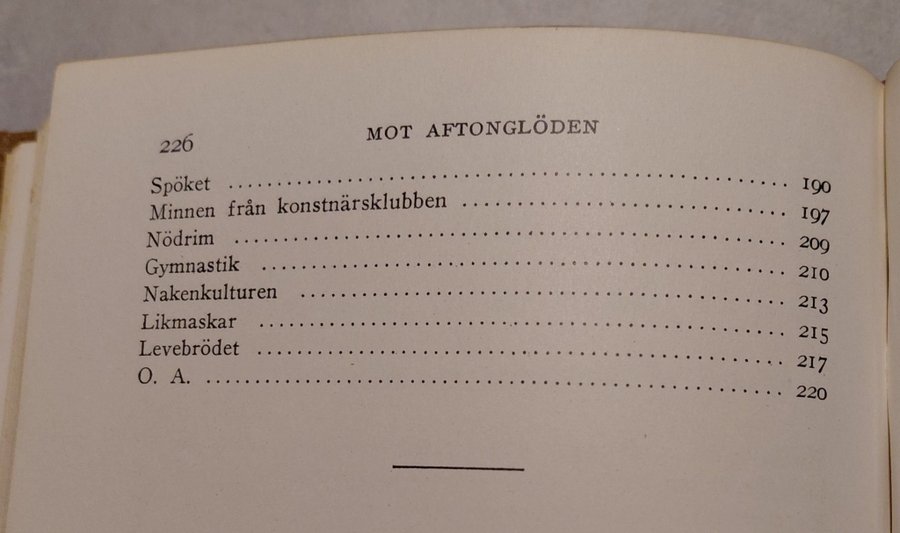 226 MOT AFTONGLÖDEN
Spöket 190
Minnen från konstnärsklubben 197
Nödrim 209
Gymnastik 210
Nakenkulturen 213
Likmaskar 215
Levebrödet 217
O. A. 220